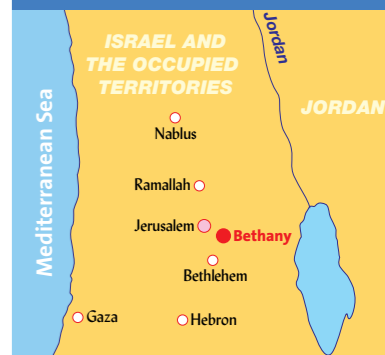 ISRAEL AND
THE OCCUPIED
TERRITORIES
Jordan
JORDAN
Mediterranean Sea
Nablus
Ramallah
Jerusalem
Bethany
Bethlehem
Gaza
Hebron